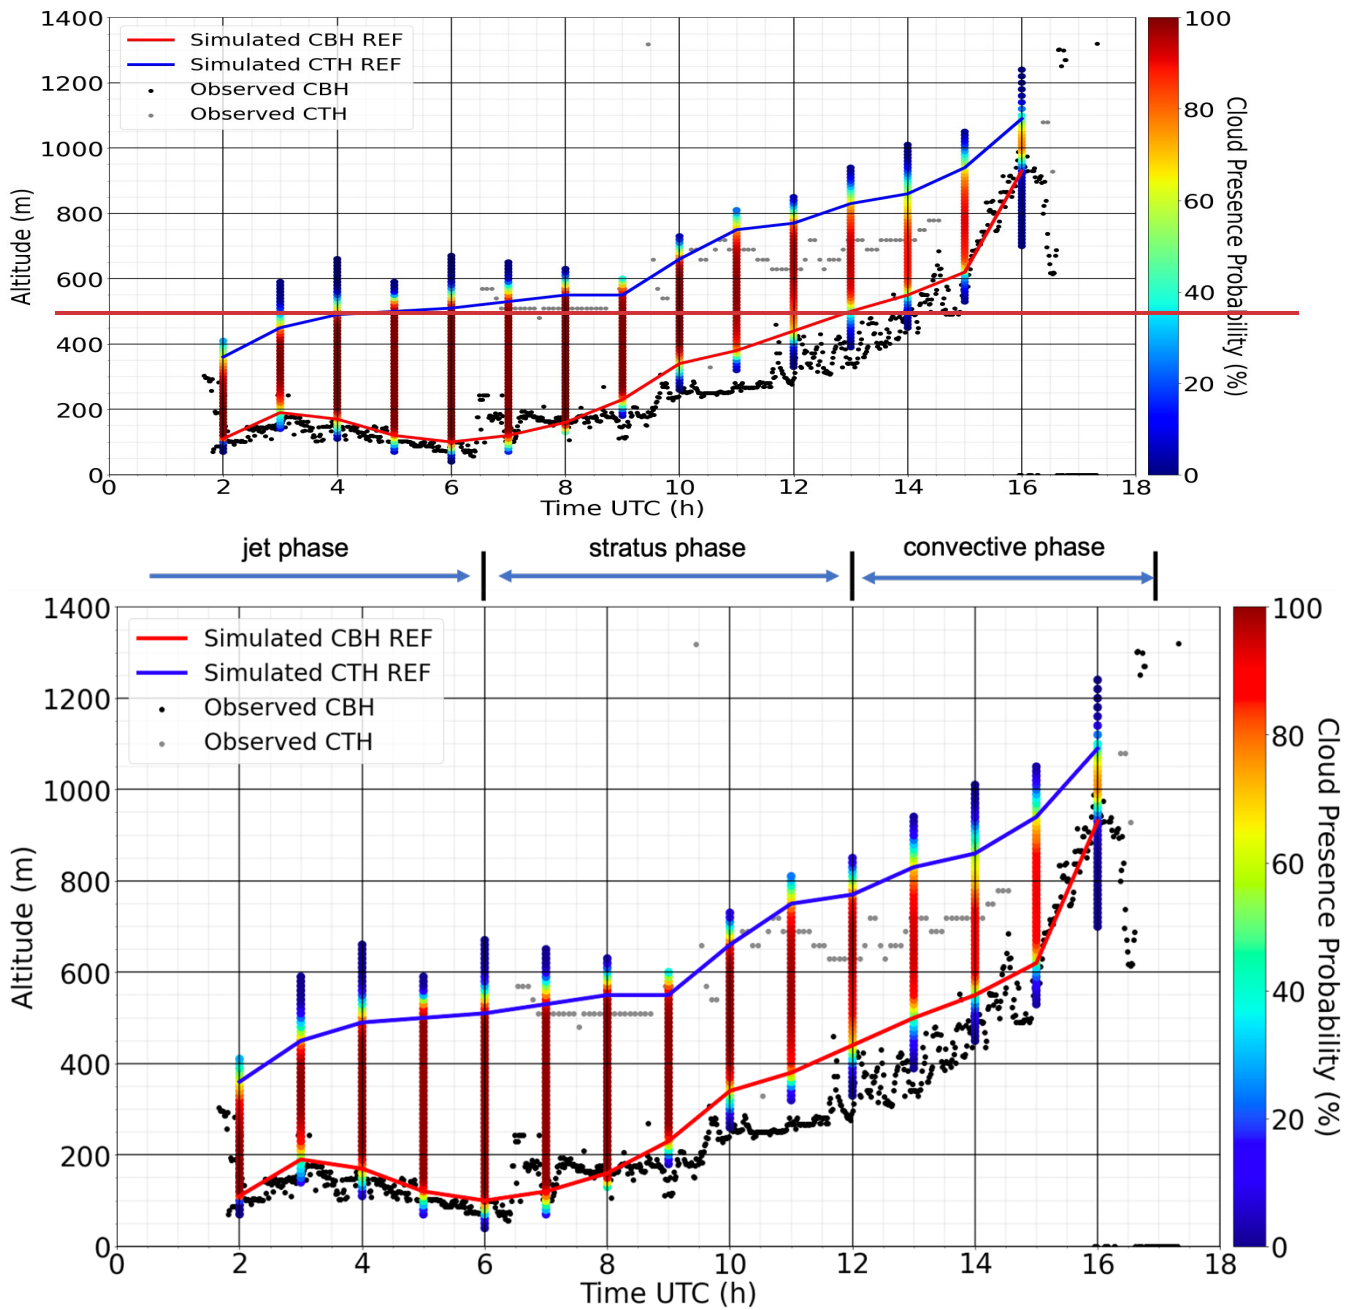 1400
1200
1000
800
600
400
200
0
Altitude (m)
Simulated CBH REF
Simulated CTH REF
Observed CBH
Observed CTH
0 2 4 6 8 10 12 14 16 18
Time UTC (h)
100
80
60
40
20
0
Cloud Presence Probability (%)
jet phase stratus phase convective phase
1400
1200
1000
800
600
400
200
0
Altitude (m)
Simulated CBH REF
Simulated CTH REF
Observed CBH
Observed CTH
0 2 4 6 8 10 12 14 16 18
Time UTC (h)
100
80
60
40
20
0
Cloud Presence Probability (%)